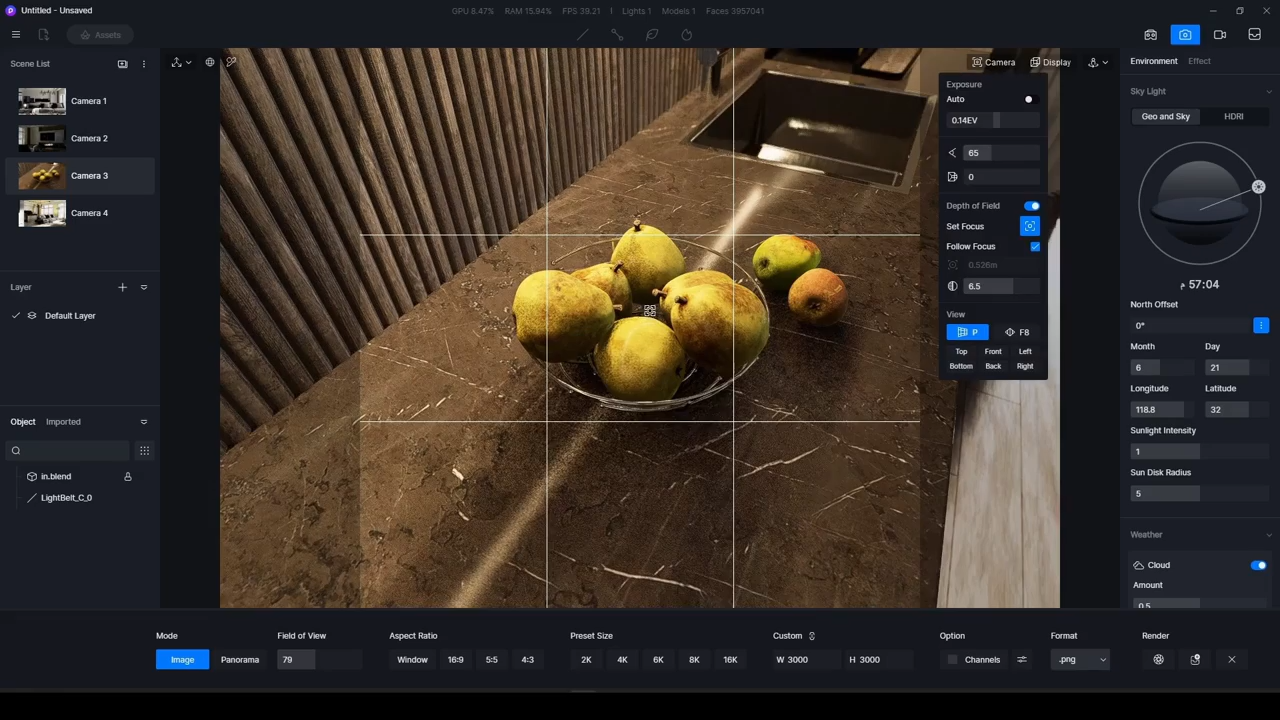 Untitled - Unsaved
GPU 8.47% RAM 15.94% FPS 39.21 Lights 1 Models 1 Faces 3957041
Assets
Scene List
Camera 1
Camera 2
Camera 3
Camera 4
Layer
Default Layer
Object Imported
in.blend
LightBelt_C_0
Camera Display
Exposure
Auto
0.14EV
65
0
Depth of Field
Set Focus
Follow Focus
0.526m
6.5
View
P F8
Top Front Left
Bottom Back Right
Environment Effect
Sky Light
Geo and Sky HDRI
57:04
North Offset
0°
Month Day
6 21
Longitude Latitude
118.8 32
Sunlight Intensity
1
Sun Disk Radius
5
Weather
Cloud
Amount
0.5
Mode Field of View Aspect Ratio Preset Size Custom Option Format Render
Image Panorama 79 Window 16:9 5:5 4:3 2K 4K 6K 8K 16K W 3000 H 3000 Channels .png